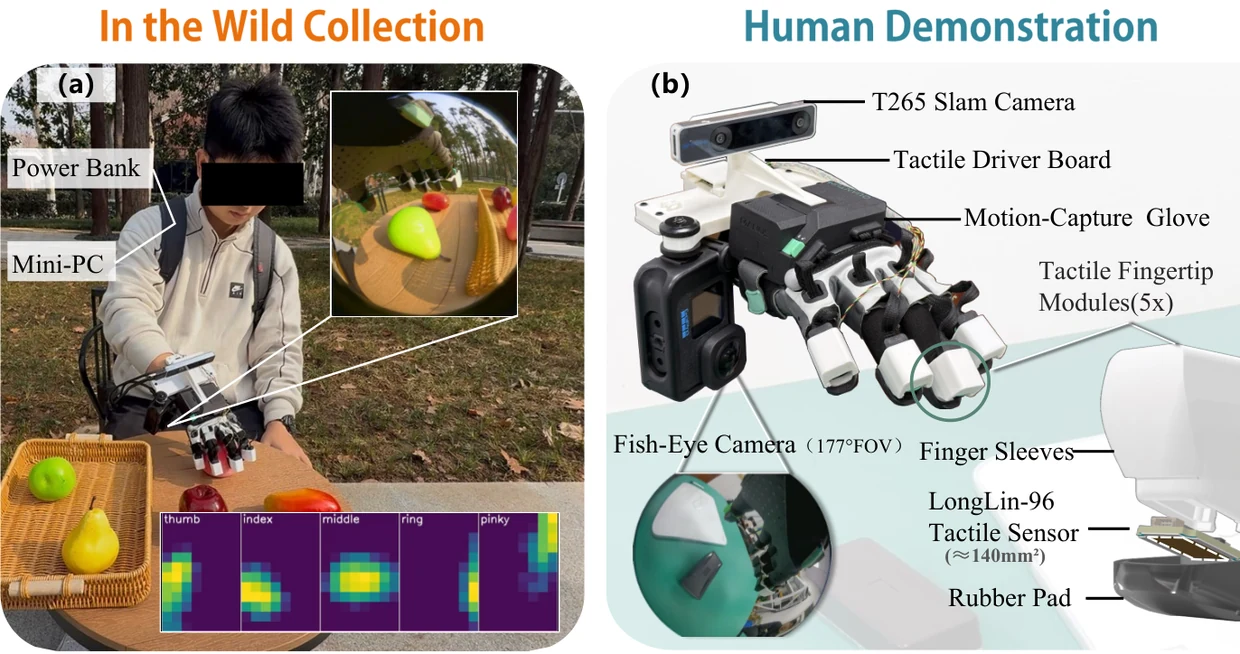 In the Wild Collection
Human Demonstration
(a)
Power Bank
Mini-PC
thumb
index
middle
ring
pinky
(b)
T265 Slam Camera
Tactile Driver Board
Motion-Capture Glove
Tactile Fingertip
Modules(5x)
Fish-Eye Camera（177°FOV）
Finger Sleeves
LongLin-96
Tactile Sensor
(≈140mm²)
Rubber Pad